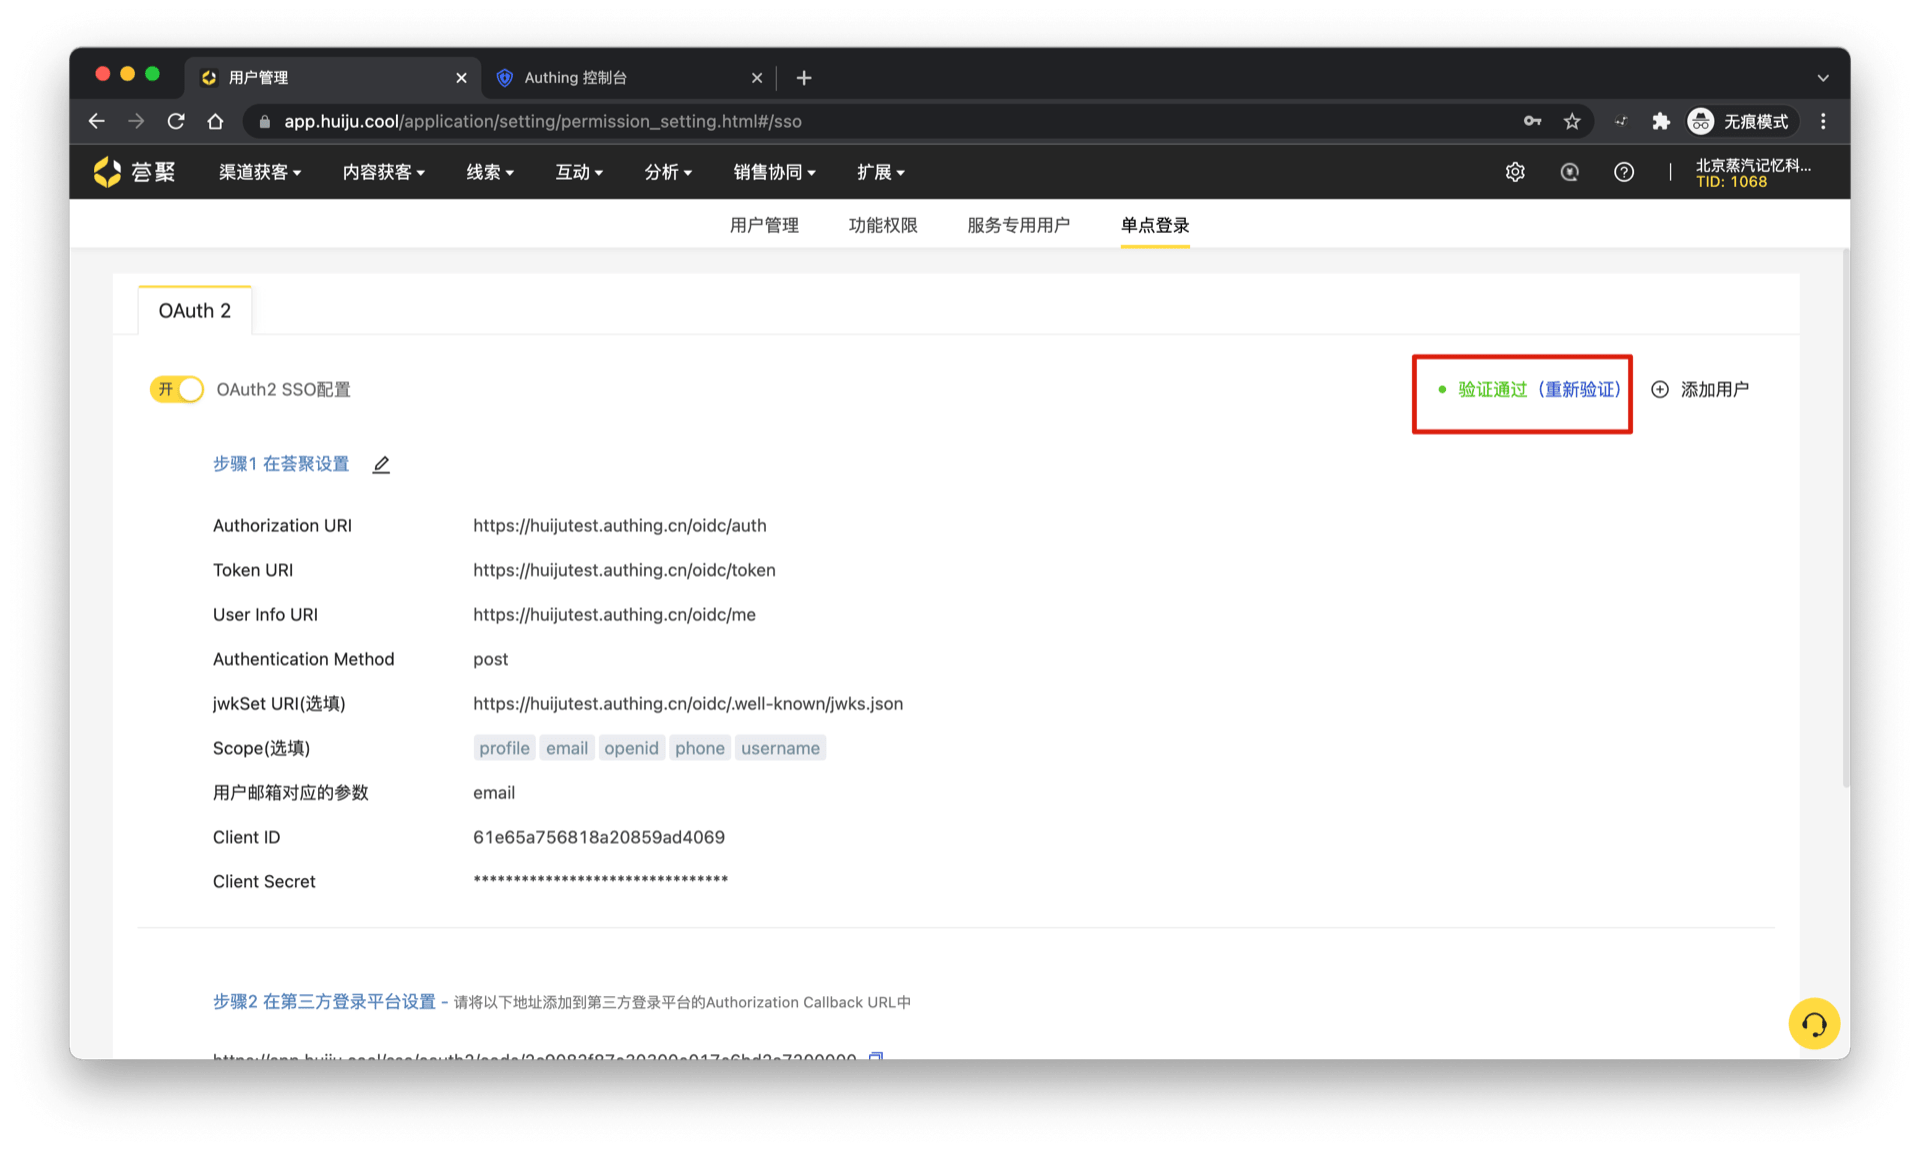 用户管理
Authing 控制台
app.huiju.cool/application/setting/permission_setting.html#/sso
无痕模式
荟聚
渠道获客
内容获客
线索
互动
分析
销售协同
扩展
北京蒸汽记忆科...
TID: 1068
用户管理
功能权限
服务专用用户
单点登录
OAuth 2
开 OAuth2 SSO配置
验证通过 (重新验证)
添加用户
步骤1 在荟聚设置
Authorization URI https://huijutest.authing.cn/oidc/auth
Token URI https://huijutest.authing.cn/oidc/token
User Info URI https://huijutest.authing.cn/oidc/me
Authentication Method post
jwkSet URI(选填) https://huijutest.authing.cn/oidc/.well-known/jwks.json
Scope(选填) profile email openid phone username
用户邮箱对应的参数 email
Client ID 61e65a756818a20859ad4069
Client Secret ********************************
步骤2 在第三方登录平台设置 - 请将以下地址添加到第三方登录平台的Authorization Callback URL中